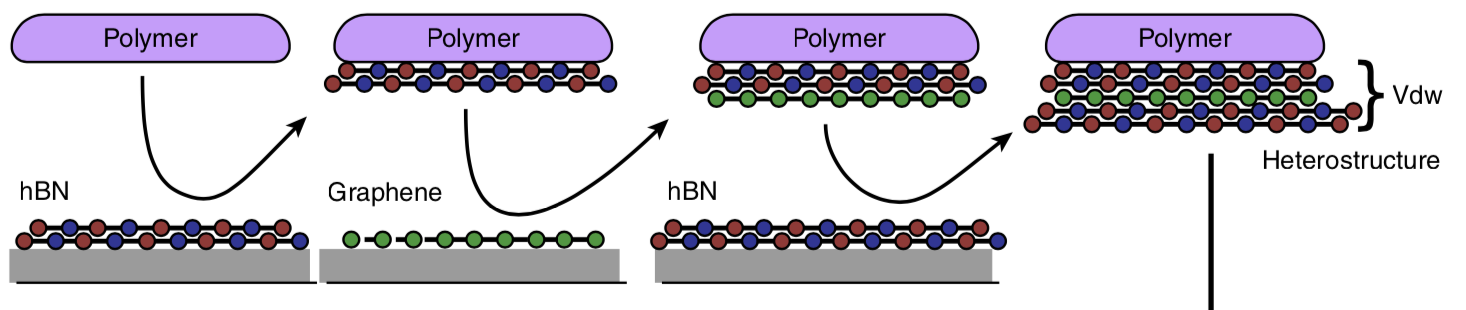 Polymer
Polymer
Polymer
Polymer
Vdw
Heterostructure
hBN
Graphene
hBN